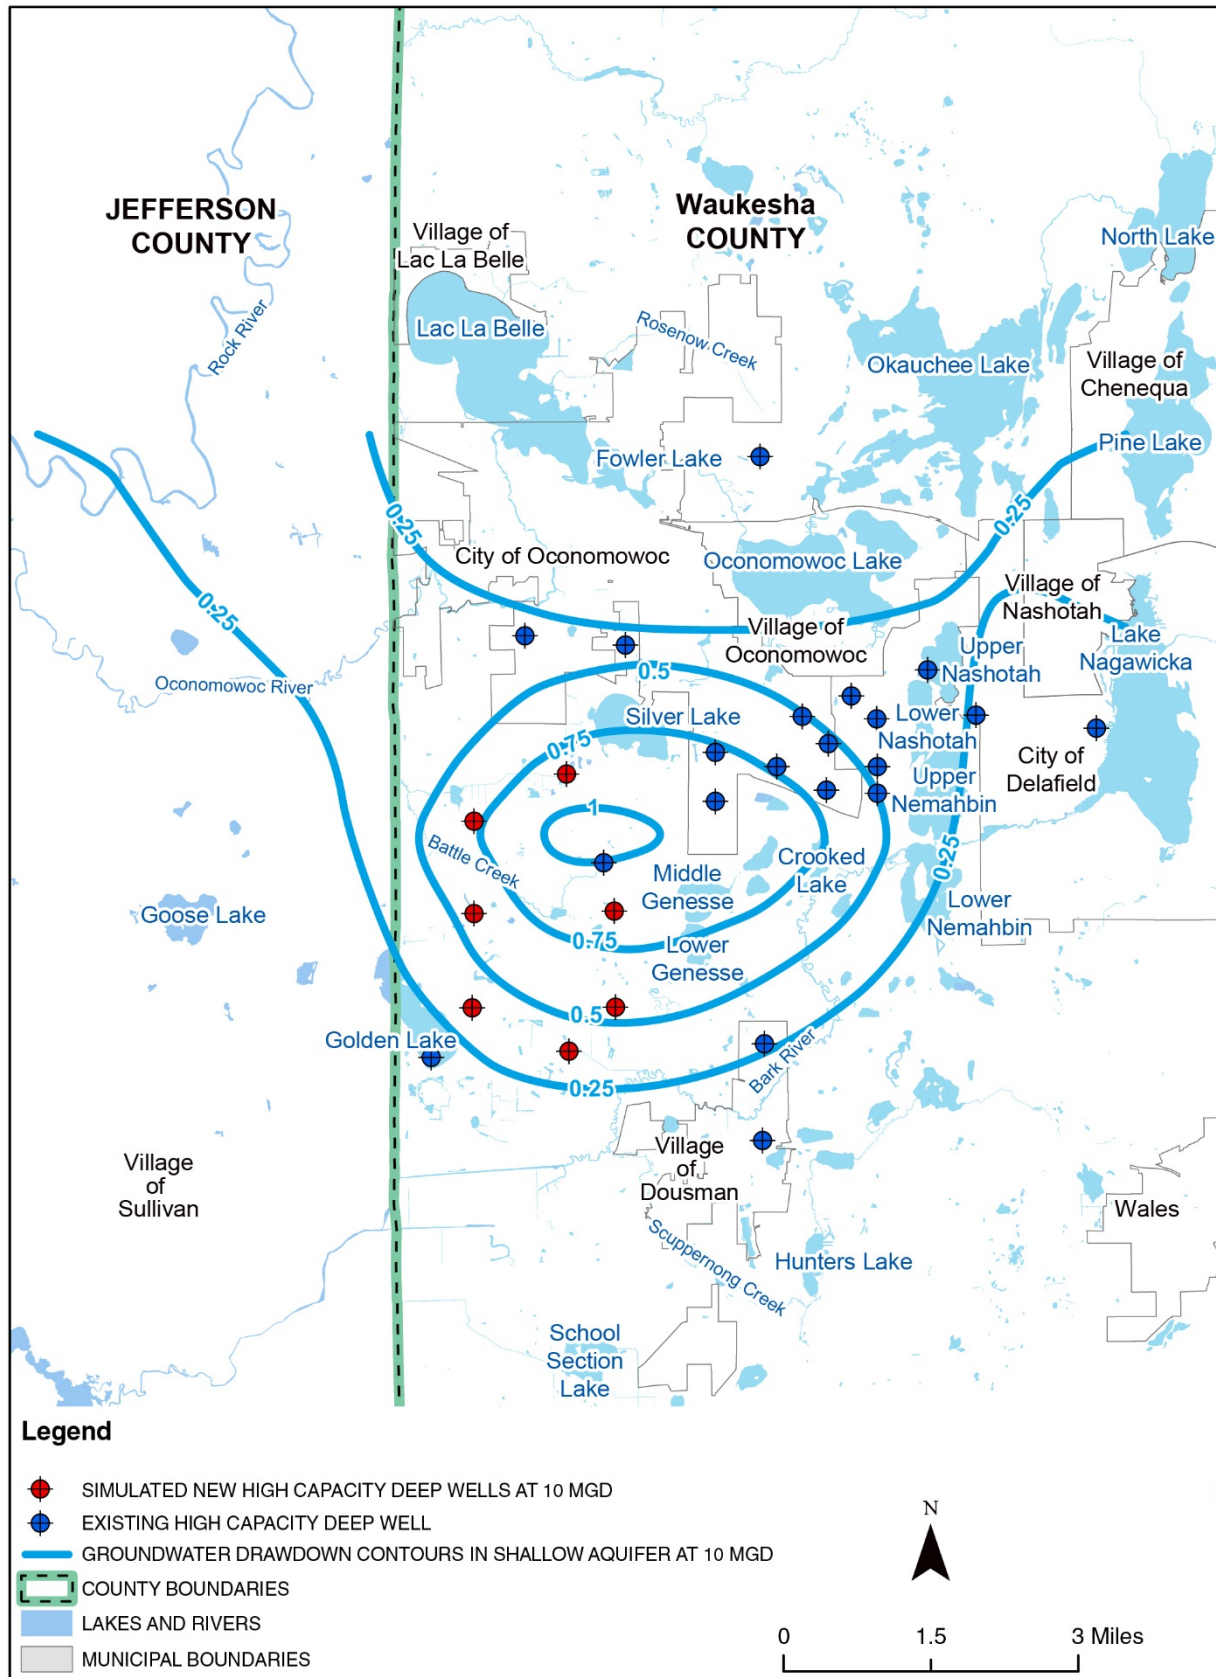 JEFFERSON
COUNTY
Waukesha
COUNTY
Village of
Lac La Belle
North Lake
Lac La Belle
Rosenow Creek
Rock River
Okauchee Lake
Village of
Chenequa
Fowler Lake
Pine Lake
0.25
0.25
City of Oconomowoc
Oconomowoc Lake
0.25
Village of
Nashotah
Village of
Oconomowoc
Upper
Nashotah
Lake
Nagawicka
Oconomowoc River
0.5
Silver Lake
Lower
Nashotah
0.75
City of
Delafield
Upper
Nemahbin
1
Battle Creek
Middle
Genesse
Crooked
Lake
0.25
Goose Lake
Lower
Nemahbin
0.75
Lower
Genesse
0.5
Golden Lake
Bark River
0.25
Village
of
Sullivan
Village
of
Dousman
Wales
Scuppernong Creek
Hunters Lake
School
Section
Lake
Legend
SIMULATED NEW HIGH CAPACITY DEEP WELLS AT 10 MGD
EXISTING HIGH CAPACITY DEEP WELL
GROUNDWATER DRAWDOWN CONTOURS IN SHALLOW AQUIFER AT 10 MGD
COUNTY BOUNDARIES
LAKES AND RIVERS
MUNICIPAL BOUNDARIES
N
0 1.5 3 Miles